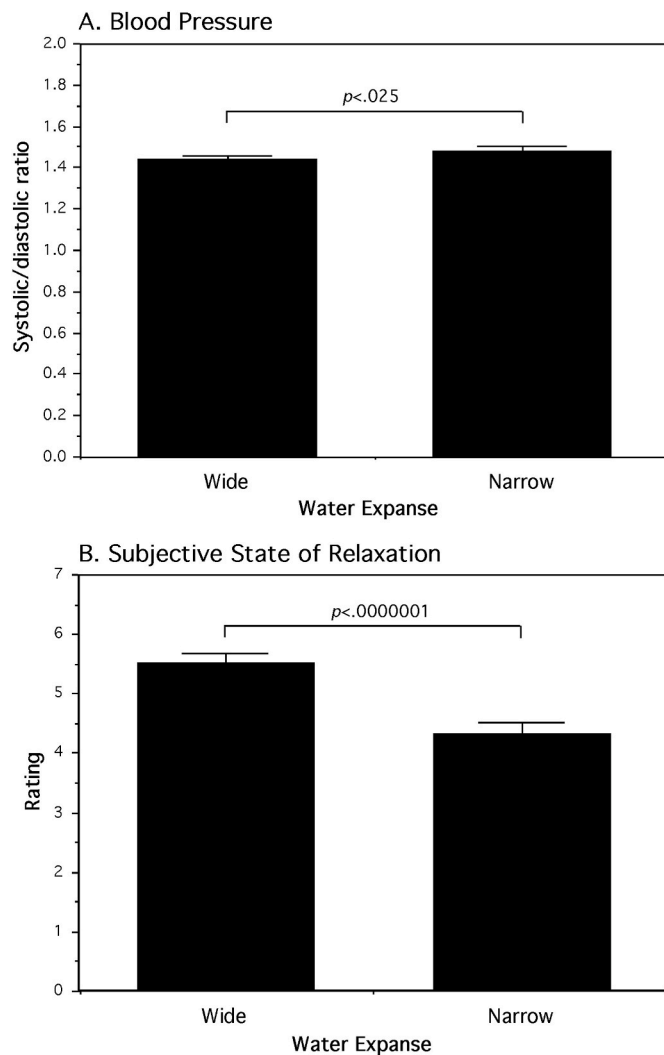 A. Blood Pressure
2.0
1.8
1.6
1.4
1.2
1.0
0.8
0.6
0.4
0.2
0.0
Systolic/diastolic ratio
p<.025
Wide
Narrow
Water Expanse
B. Subjective State of Relaxation
7
6
5
4
3
2
1
0
Rating
p<.0000001
Wide
Narrow
Water Expanse